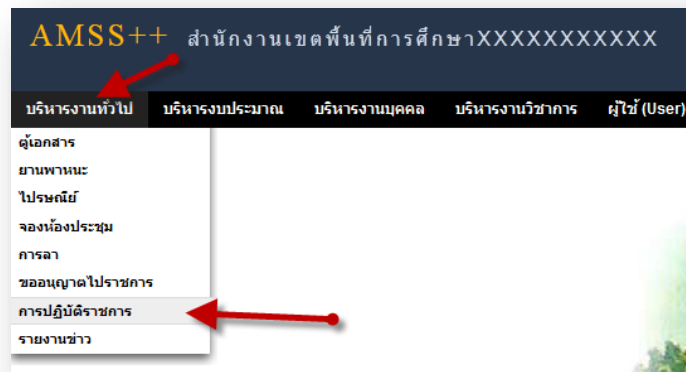 AMSS++ สำนักงานเขตพื้นที่การศึกษาXXXXXXXXXXX
บริหารงานทั่วไป บริหารงบประมาณ บริหารงานบุคคล บริหารงานวิชาการ ผู้ใช้ (User)
ตู้เอกสาร
ยานพาหนะ
ไปรษณีย์
จองห้องประชุม
การลา
ขออนุญาตไปราชการ
การปฏิบัติราชการ
รายงานข่าว